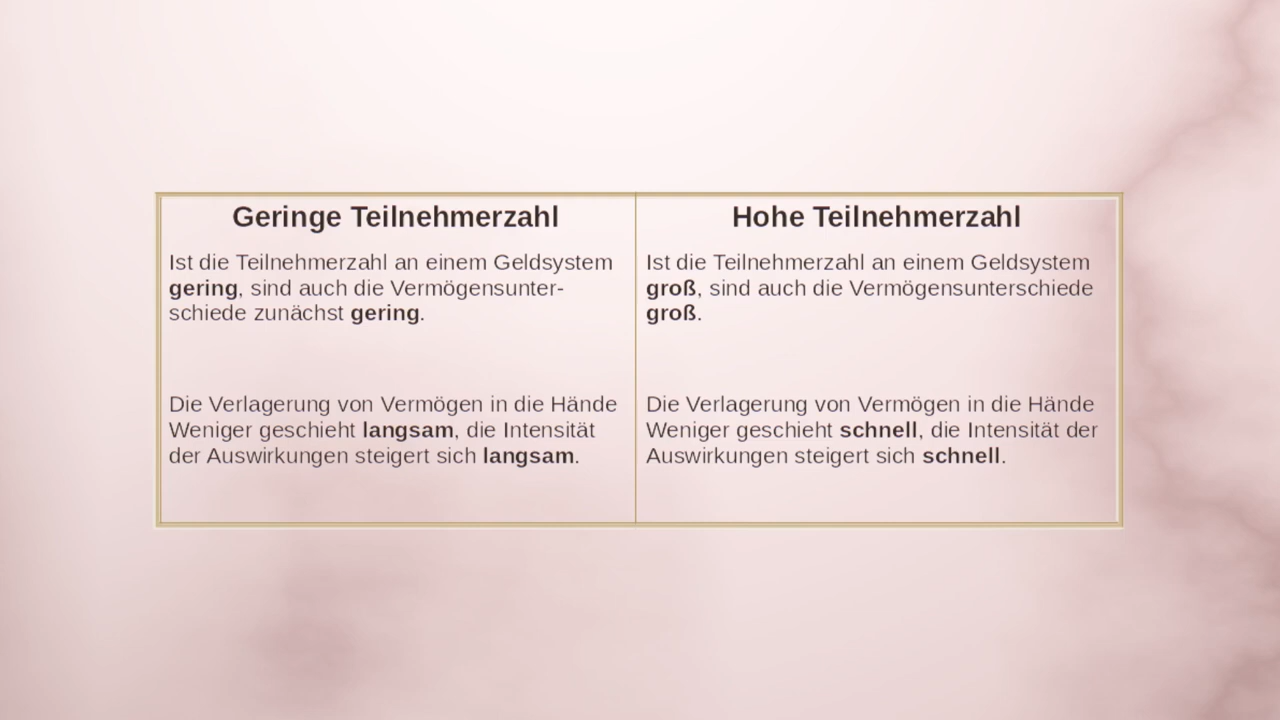 Geringe Teilnehmerzahl
Ist die Teilnehmerzahl an einem Geldsystem
gering, sind auch die Vermögensunter-
schiede zunächst gering.
Die Verlagerung von Vermögen in die Hände
Weniger geschieht langsam, die Intensität
der Auswirkungen steigert sich langsam.
Hohe Teilnehmerzahl
Ist die Teilnehmerzahl an einem Geldsystem
groß, sind auch die Vermögensunterschiede
groß.
Die Verlagerung von Vermögen in die Hände
Weniger geschieht schnell, die Intensität der
Auswirkungen steigert sich schnell.